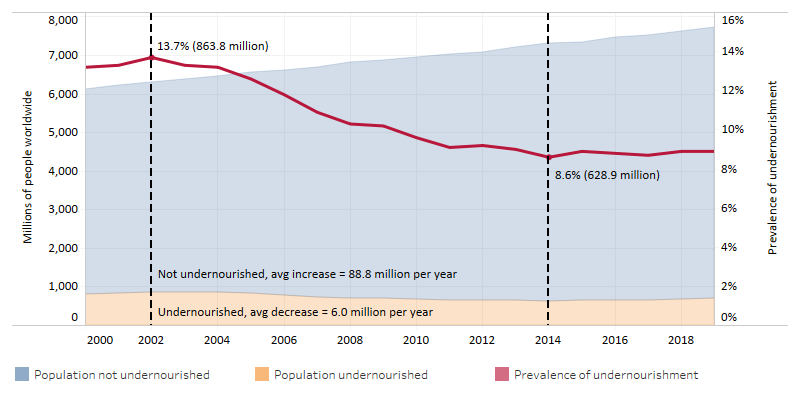 8,000
7,000
6,000
5,000
4,000
3,000
2,000
1,000
0
Millions of people worldwide
16%
14%
12%
10%
8%
6%
4%
2%
0%
Prevalence of undernourishment
13.7% (863.8 million)
8.6% (628.9 million)
Not undernourished, avg increase = 88.8 million per year
Undernourished, avg decrease = 6.0 million per year
2000 2002 2004 2006 2008 2010 2012 2014 2016 2018
Population not undernourished Population undernourished Prevalence of undernourishment